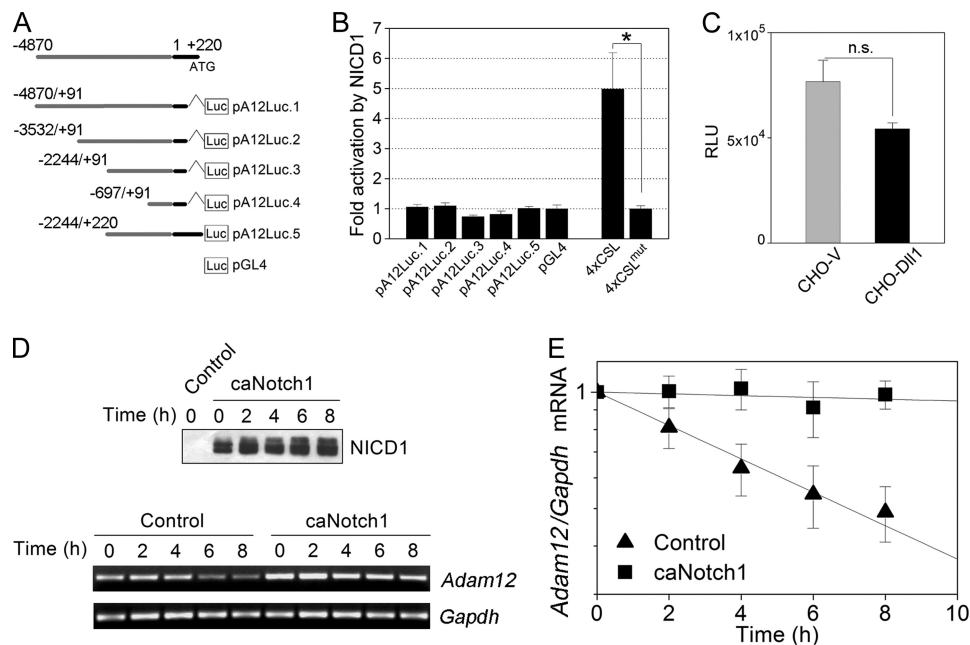 A
-4870 1 +220
ATG
-4870/+91
Luc pA12Luc.1
-3532/+91
Luc pA12Luc.2
-2244/+91
Luc pA12Luc.3
-697/+91
Luc pA12Luc.4
-2244/+220
Luc pA12Luc.5
Luc pGL4
B
Fold activation by NICD1
7
6
5
4
3
2
1
0
*
pA12Luc.1
pA12Luc.2
pA12Luc.3
pA12Luc.4
pA12Luc.5
pGL4
4xCSL
4xCSLmut
C
RLU
1x10⁵
5x10⁴
0
n.s.
CHO-V
CHO-Dll1
D
Control
caNotch1
Time (h) 0 0 2 4 6 8
NICD1
Control caNotch1
Time (h) 0 2 4 6 8 0 2 4 6 8
Adam12
Gapdh
E
Adam12/Gapdh mRNA
1
Control
caNotch1
0 2 4 6 8 10
Time (h)